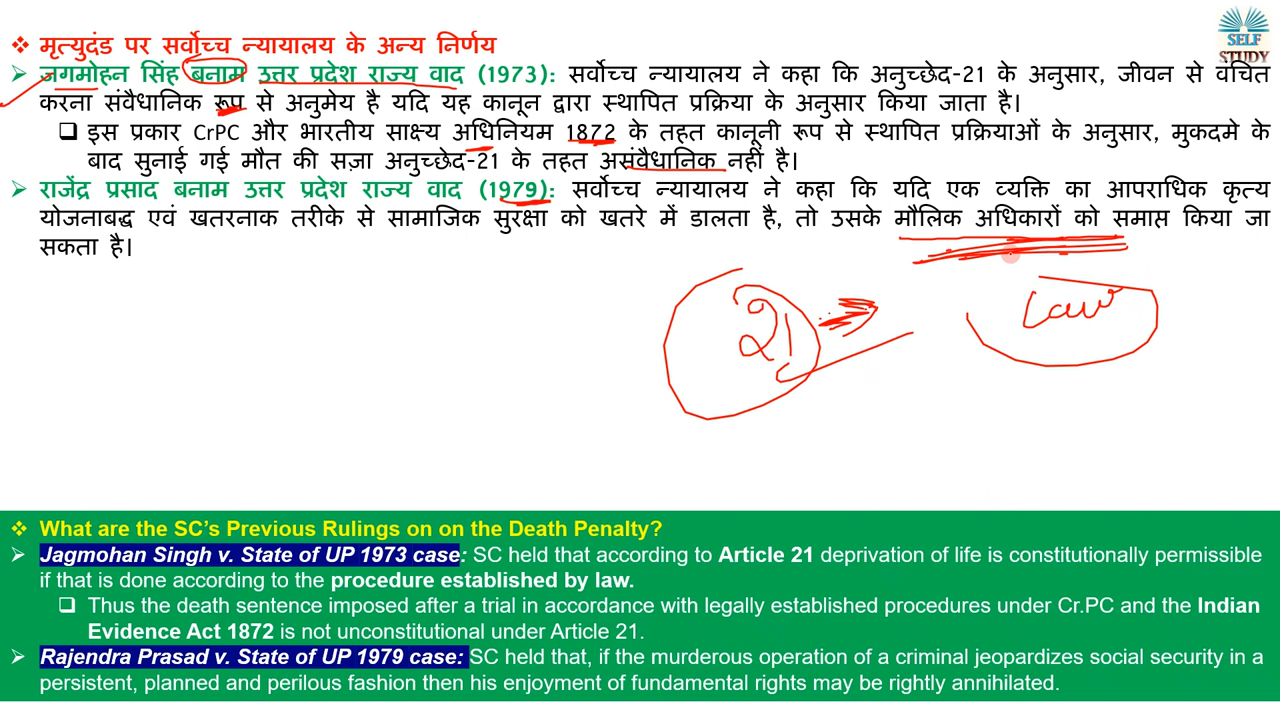 ❖ मृत्युदंड पर सर्वोच्च न्यायालय के अन्य निर्णय
SELF
STUDY
➢ जगमोहन सिंह बनाम उत्तर प्रदेश राज्य वाद (1973): सर्वोच्च न्यायालय ने कहा कि अनुच्छेद-21 के अनुसार, जीवन से वंचित
करना संवैधानिक रूप से अनुमेय है यदि यह कानून द्वारा स्थापित प्रक्रिया के अनुसार किया जाता है।
❑ इस प्रकार CrPC और भारतीय साक्ष्य अधिनियम 1872 के तहत कानूनी रूप से स्थापित प्रक्रियाओं के अनुसार, मुकदमे के
बाद सुनाई गई मौत की सज़ा अनुच्छेद-21 के तहत असंवैधानिक नहीं है।
➢ राजेंद्र प्रसाद बनाम उत्तर प्रदेश राज्य वाद (1979): सर्वोच्च न्यायालय ने कहा कि यदि एक व्यक्ति का आपराधिक कृत्य
योजनाबद्ध एवं खतरनाक तरीके से सामाजिक सुरक्षा को खतरे में डालता है, तो उसके मौलिक अधिकारों को समाप्त किया जा
सकता है।
21 Law
❖ What are the SC's Previous Rulings on on the Death Penalty?
➢ Jagmohan Singh v. State of UP 1973 case: SC held that according to Article 21 deprivation of life is constitutionally permissible
if that is done according to the procedure established by law.
❑ Thus the death sentence imposed after a trial in accordance with legally established procedures under Cr.PC and the Indian
Evidence Act 1872 is not unconstitutional under Article 21.
➢ Rajendra Prasad v. State of UP 1979 case: SC held that, if the murderous operation of a criminal jeopardizes social security in a
persistent, planned and perilous fashion then his enjoyment of fundamental rights may be rightly annihilated.